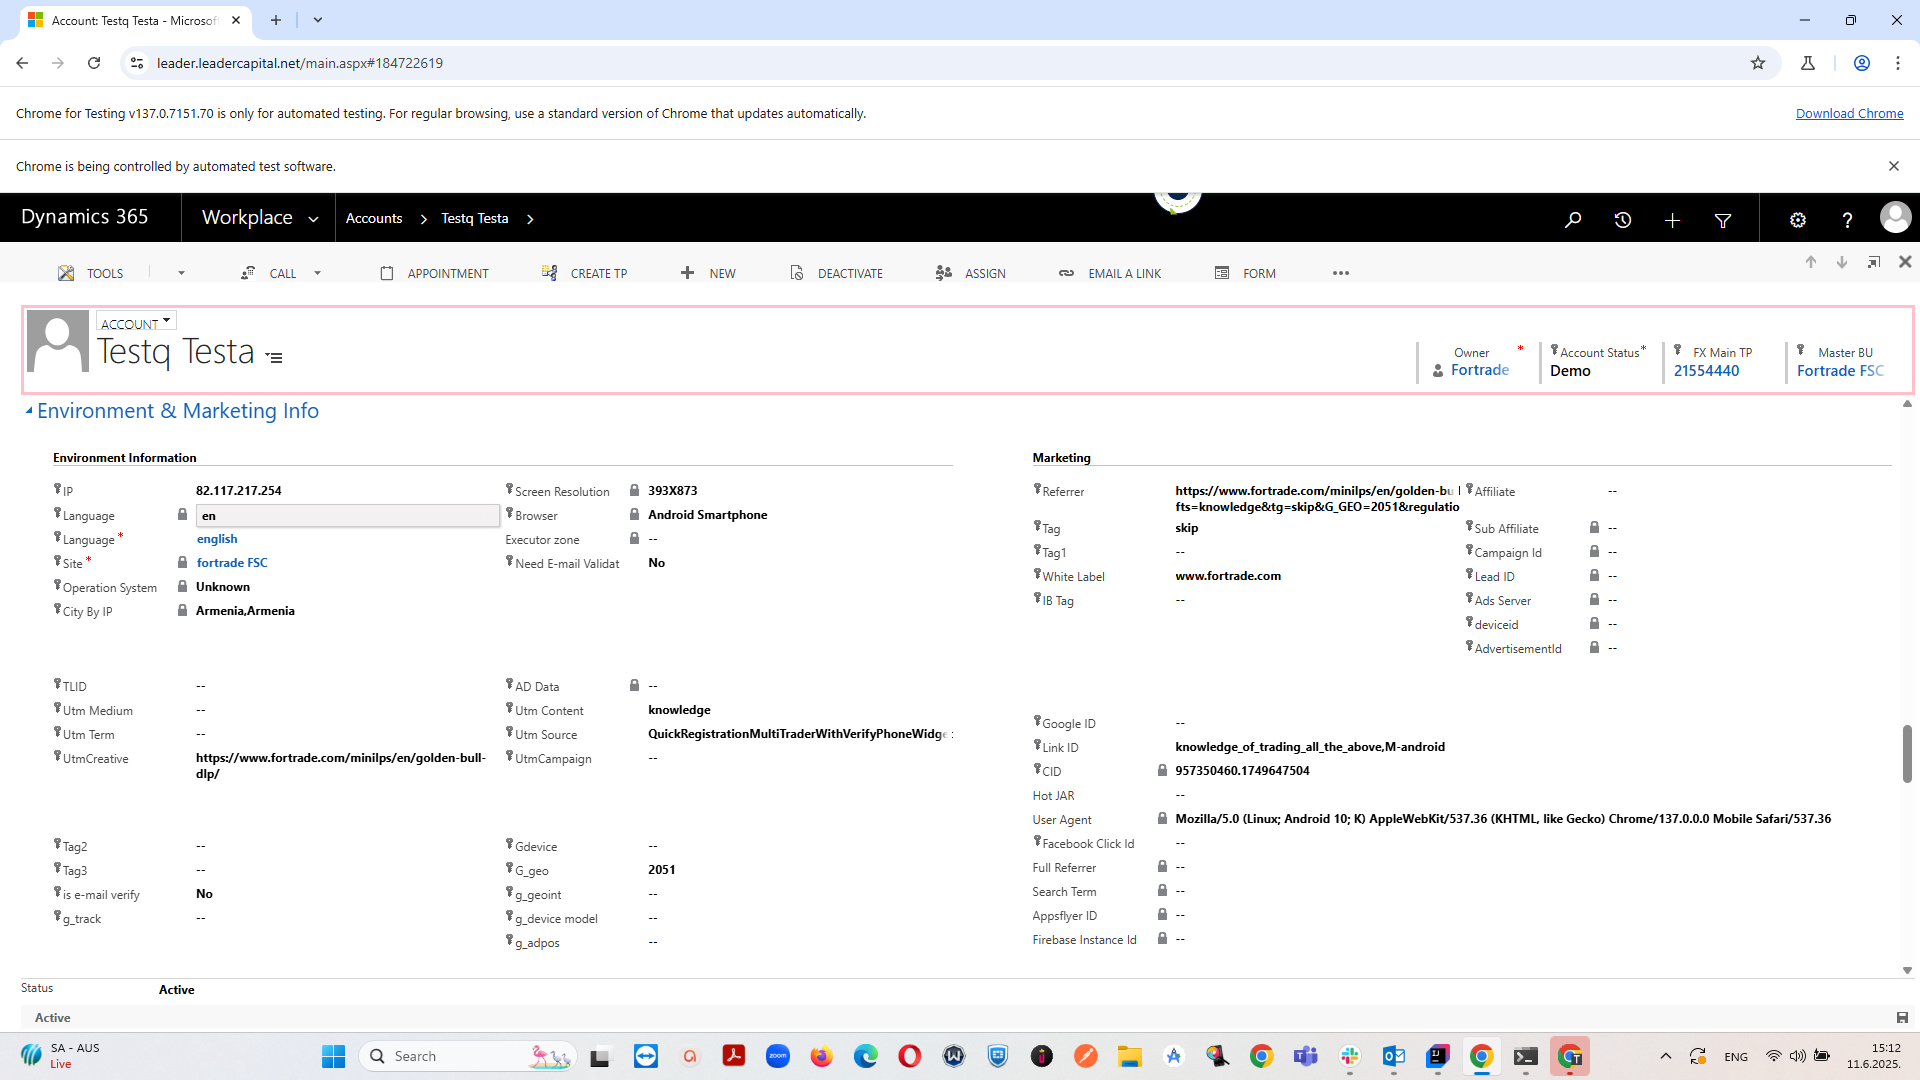 Account: Testq Testa - Microsof
leader.leadercapital.net/main.aspx#184722619
Chrome for Testing v137.0.7151.70 is only for automated testing. For regular browsing, use a standard version of Chrome that updates automatically.
Download Chrome
Chrome is being controlled by automated test software.
Dynamics 365
Workplace
Accounts
Testq Testa
TOOLS
CALL
APPOINTMENT
CREATE TP
NEW
DEACTIVATE
ASSIGN
EMAIL A LINK
FORM
ACCOUNT
Testq Testa
Owner *
Fortrade
Account Status *
Demo
FX Main TP
21554440
Master BU
Fortrade FSC
Environment & Marketing Info
Environment Information
IP 82.117.217.254
Language en
Language * english
Site * fortrade FSC
Operation System Unknown
City By IP Armenia,Armenia
Screen Resolution 393X873
Browser Android Smartphone
Executor zone --
Need E-mail Validat No
TLID --
Utm Medium --
Utm Term --
UtmCreative https://www.fortrade.com/minilps/en/golden-bull-
dlp/
AD Data --
Utm Content knowledge
Utm Source QuickRegistrationMultiTraderWithVerifyPhoneWidge
UtmCampaign --
Tag2 --
Tag3 --
is e-mail verify No
g_track --
Gdevice --
G_geo 2051
g_geoint --
g_device model --
g_adpos --
Marketing
Referrer https://www.fortrade.com/minilps/en/golden-bu
fts=knowledge&tg=skip&G_GEO=2051&regulatio
Tag skip
Tag1 --
White Label www.fortrade.com
IB Tag --
Affiliate --
Sub Affiliate --
Campaign Id --
Lead ID --
Ads Server --
deviceid --
AdvertisementId --
Google ID --
Link ID knowledge_of_trading_all_the_above,M-android
CID 957350460.1749647504
Hot JAR --
User Agent Mozilla/5.0 (Linux; Android 10; K) AppleWebKit/537.36 (KHTML, like Gecko) Chrome/137.0.0.0 Mobile Safari/537.36
Facebook Click Id --
Full Referrer --
Search Term --
Appsflyer ID --
Firebase Instance Id --
Status Active
Active
SA - AUS
Live
Search
zoom
ENG
15:12
11.6.2025.